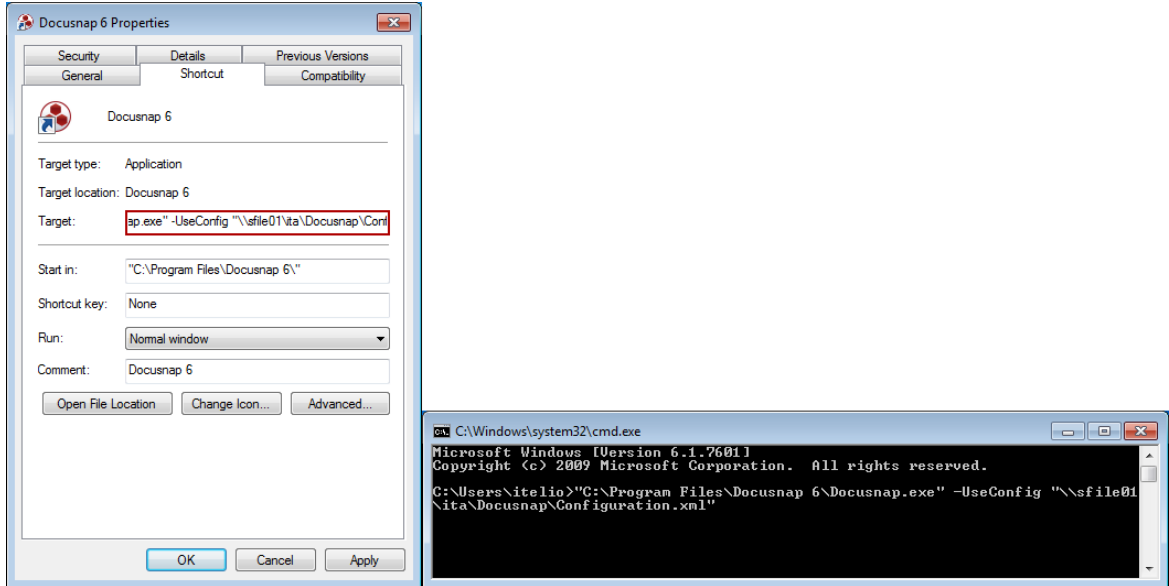 Docusnap 6 Properties
Security Details Previous Versions
General Shortcut Compatibility
Docusnap 6
Target type: Application
Target location: Docusnap 6
Target: ap.exe" -UseConfig "\\sfile01\ita\Docusnap\Conf
Start in: "C:\Program Files\Docusnap 6\"
Shortcut key: None
Run: Normal window
Comment: Docusnap 6
Open File Location Change Icon... Advanced...
OK Cancel Apply
C:\Windows\system32\cmd.exe
Microsoft Windows [Version 6.1.7601]
Copyright (c) 2009 Microsoft Corporation. All rights reserved.
C:\Users\itelio>"C:\Program Files\Docusnap 6\Docusnap.exe" -UseConfig "\\sfile01
\ita\Docusnap\Configuration.xml"